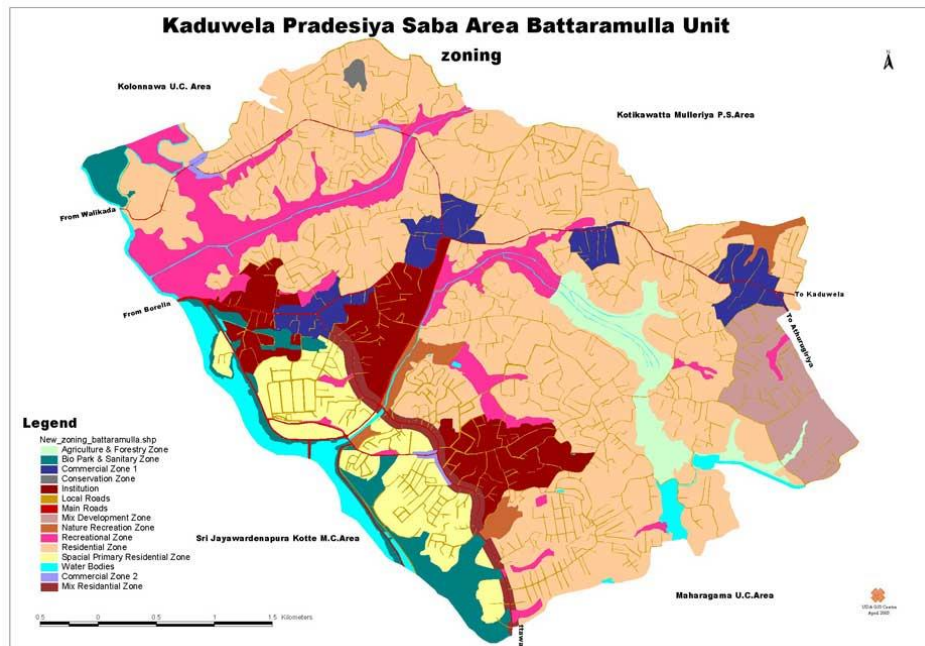 Kaduwela Pradesiya Saba Area Battaramulla Unit
zoning
N
Kolonnawa U.C. Area
Kotikawatta Mulleriya P.S.Area
From Walikada
From Borella
To Kaduwela
To Athurugiriya
Legend
New_zoning_battaramulla.shp
Agriculture & Forestry Zone
Bio Park & Sanitary Zone
Commercial Zone 1
Conservation Zone
Institution
Local Roads
Main Roads
Mix Development Zone
Nature Recreation Zone
Recreational Zone
Residential Zone
Spacial Primary Residential Zone
Water Bodies
Commercial Zone 2
Mix Residantial Zone
Sri Jayawardenapura Kotte M.C.Area
Maharagama U.C.Area
0.5 0 0.5 1 1.5 Kilometers